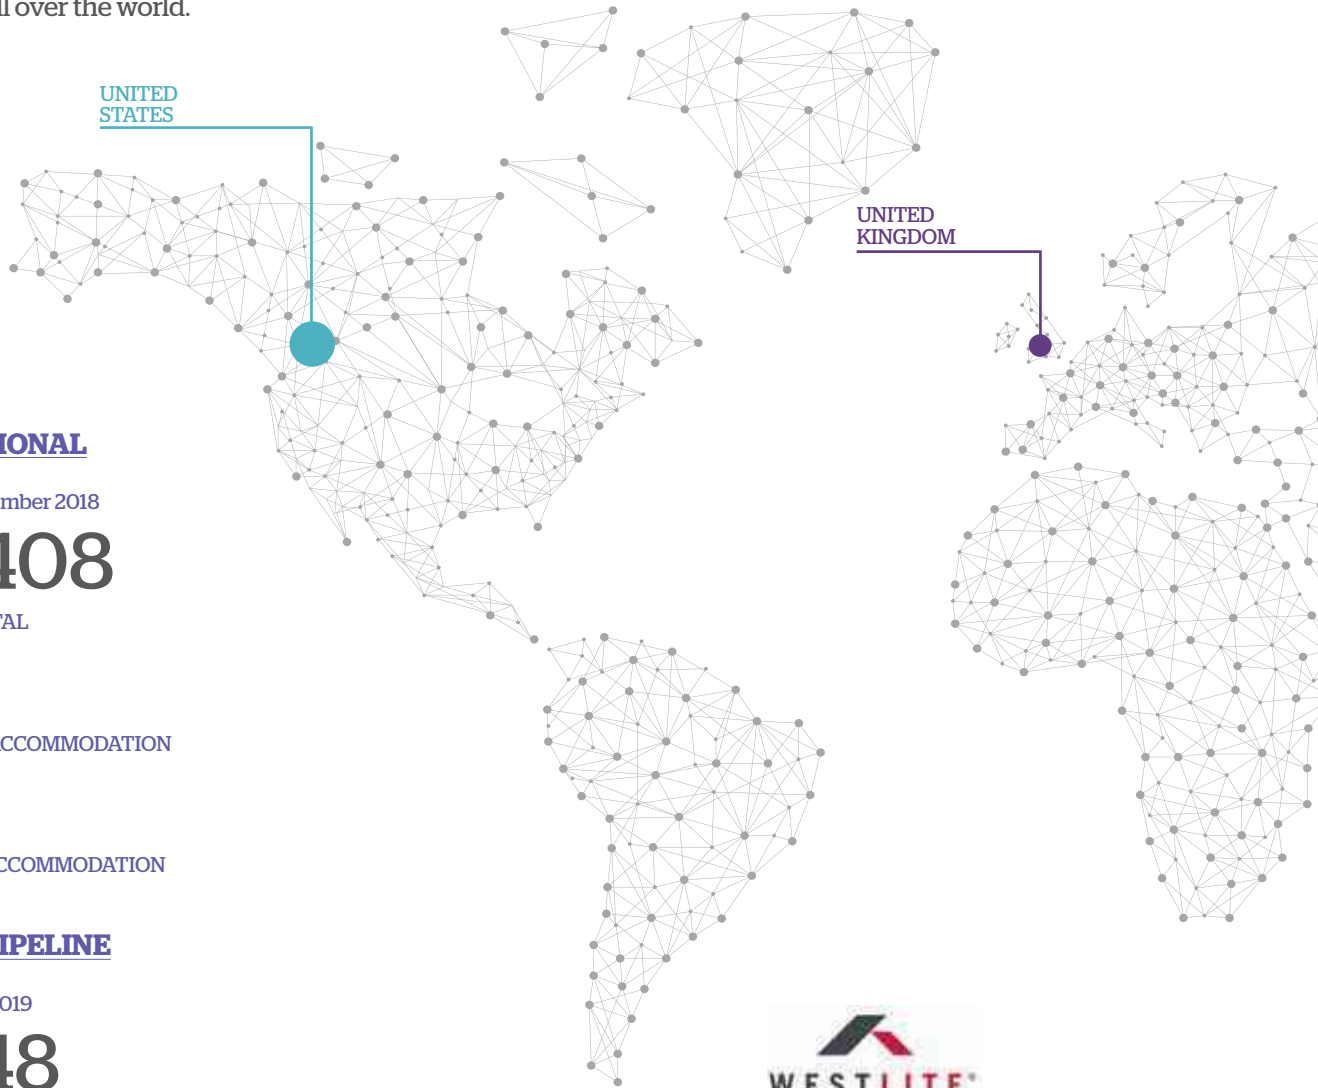 ll over the world.
UNITED
STATES
UNITED
KINGDOM
IONAL
mber 2018
408
TAL
CCOMMODATION
CCOMMODATION
IPELINE
019
48
WESTLITE